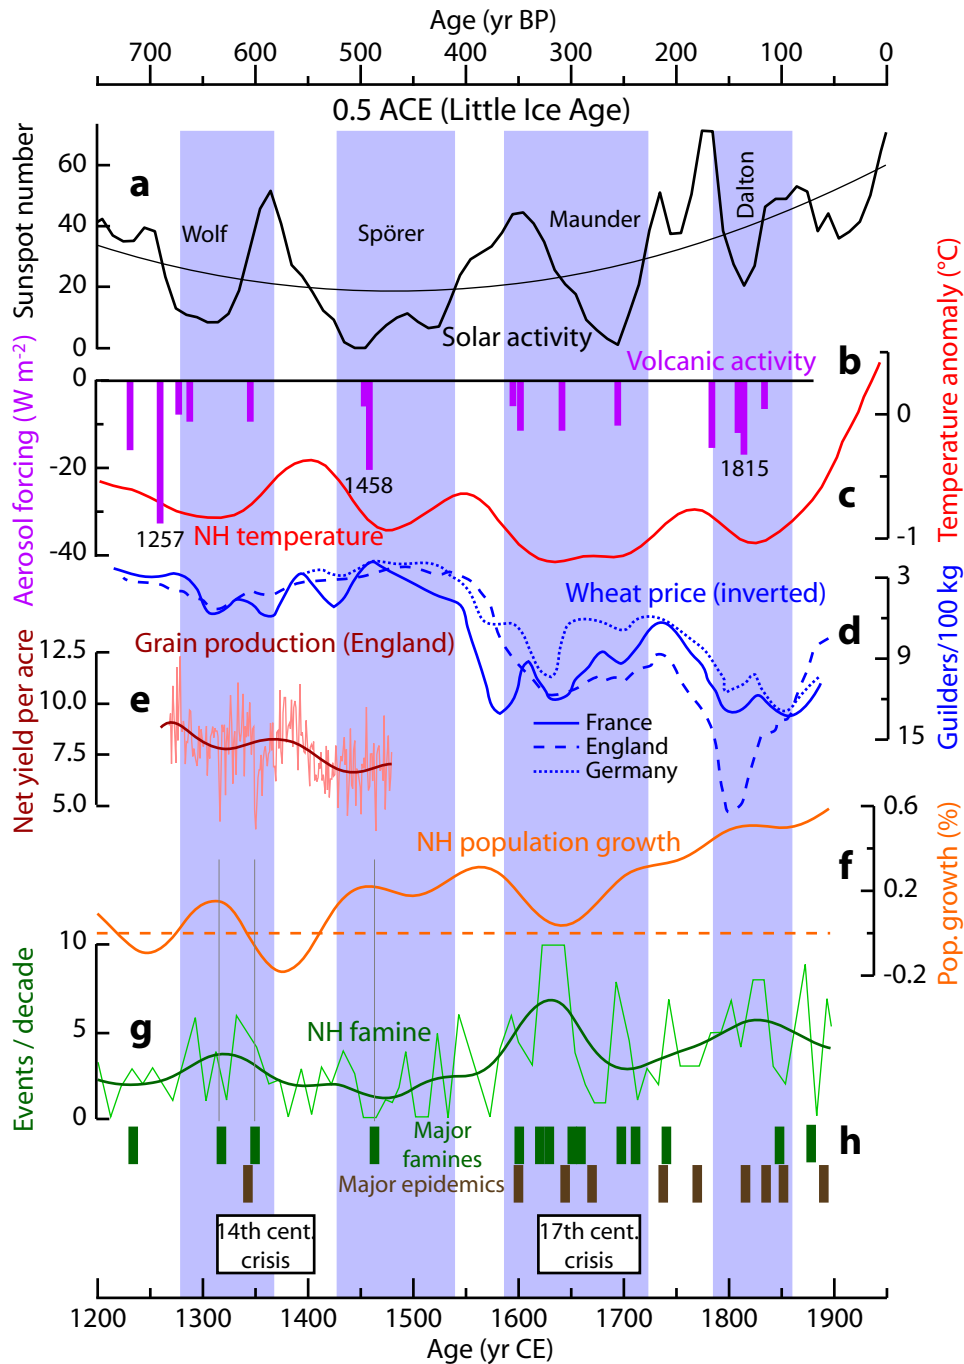 Age (yr BP)
700 600 500 400 300 200 100 0
0.5 ACE (Little Ice Age)
Sunspot number
60
40
20
0
a
Wolf
Spörer
Maunder
Dalton
Solar activity
Volcanic activity
b
Aerosol forcing (W m-2)
0
-20
-40
1257
1458
1815
Temperature anomaly (°C)
0
-1
c
NH temperature
Wheat price (inverted)
d
Guilders/100 kg
3
9
15
France
England
Germany
Grain production (England)
e
Net yield per acre
12.5
10.0
7.5
5.0
NH population growth
f
Pop. growth (%)
0.6
0.2
-0.2
Events / decade
10
5
0
g
NH famine
h
Major
famines
Major epidemics
14th cent.
crisis
17th cent.
crisis
1200 1300 1400 1500 1600 1700 1800 1900
Age (yr CE)